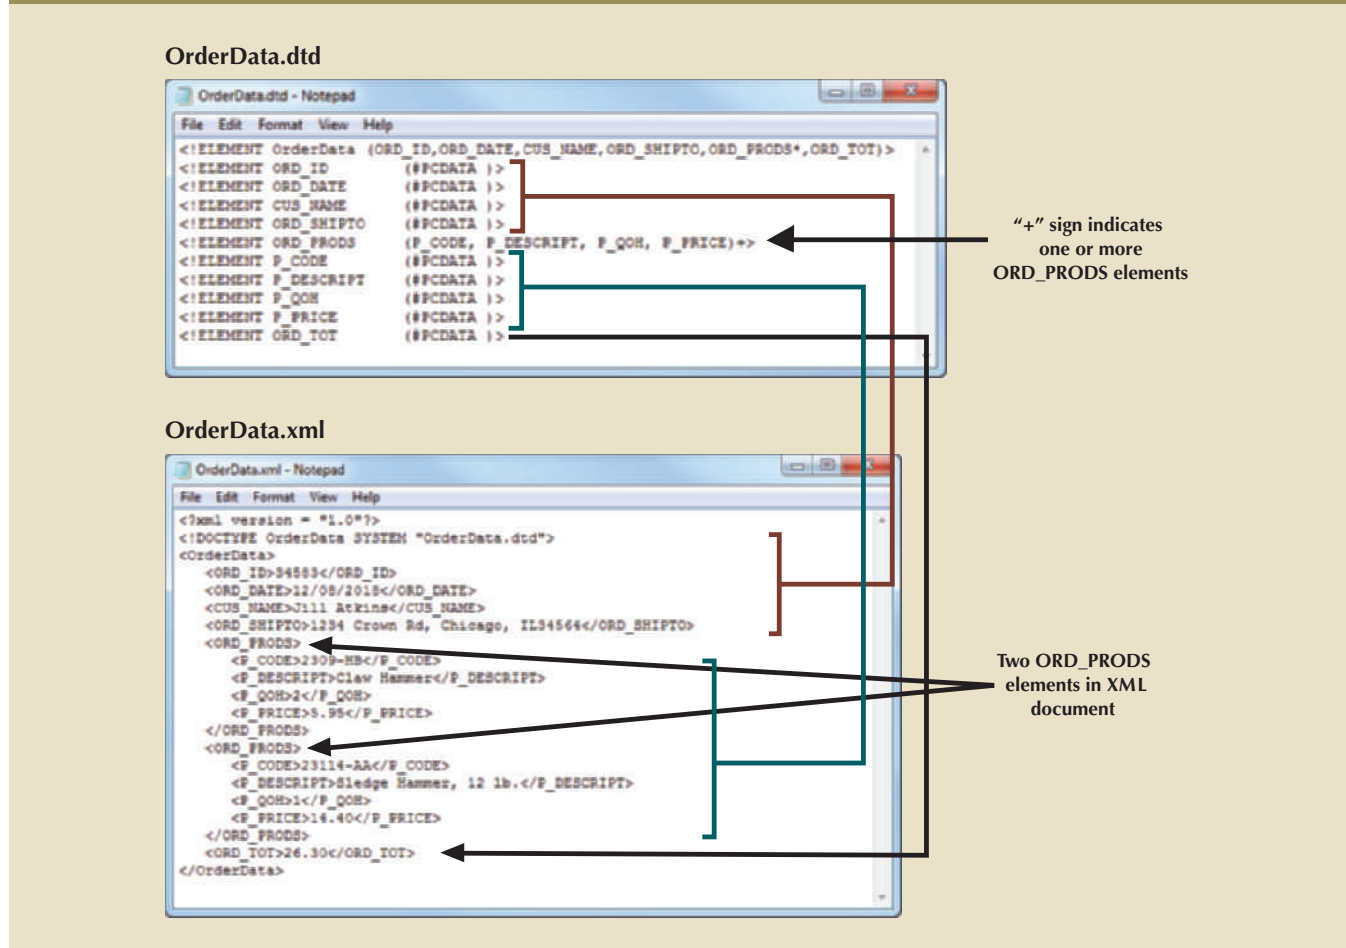 OrderData.dtd
OrderData.dtd - Notepad
File Edit Format View Help
<!ELEMENT OrderData (ORD_ID,ORD_DATE,CUS_NAME,ORD_SHIPTO,ORD_PRODS*,ORD_TOT)>
<!ELEMENT ORD_ID (#PCDATA )>
<!ELEMENT ORD_DATE (#PCDATA )>
<!ELEMENT CUS_NAME (#PCDATA )>
<!ELEMENT ORD_SHIPTO (#PCDATA )>
<!ELEMENT ORD_PRODS (P_CODE, P_DESCRIPT, P_QOH, P_PRICE)+>
<!ELEMENT P_CODE (#PCDATA )>
<!ELEMENT P_DESCRIPT (#PCDATA )>
<!ELEMENT P_QOH (#PCDATA )>
<!ELEMENT P_PRICE (#PCDATA )>
<!ELEMENT ORD_TOT (#PCDATA )>
“+” sign indicates
one or more
ORD_PRODS elements
OrderData.xml
OrderData.xml - Notepad
File Edit Format View Help
<?xml version = "1.0"?>
<!DOCTYPE OrderData SYSTEM "OrderData.dtd">
<OrderData>
<ORD_ID>34583</ORD_ID>
<ORD_DATE>12/08/2018</ORD_DATE>
<CUS_NAME>Jill Atkins</CUS_NAME>
<ORD_SHIPTO>1234 Crown Rd, Chicago, IL34564</ORD_SHIPTO>
<ORD_PRODS>
<P_CODE>2309-HB</P_CODE>
<P_DESCRIPT>Claw Hammer</P_DESCRIPT>
<P_QOH>2</P_QOH>
<P_PRICE>5.95</P_PRICE>
</ORD_PRODS>
<ORD_PRODS>
<P_CODE>23114-AA</P_CODE>
<P_DESCRIPT>Sledge Hammer, 12 lb.</P_DESCRIPT>
<P_QOH>1</P_QOH>
<P_PRICE>14.40</P_PRICE>
</ORD_PRODS>
<ORD_TOT>26.30</ORD_TOT>
</OrderData>
Two ORD_PRODS
elements in XML
document